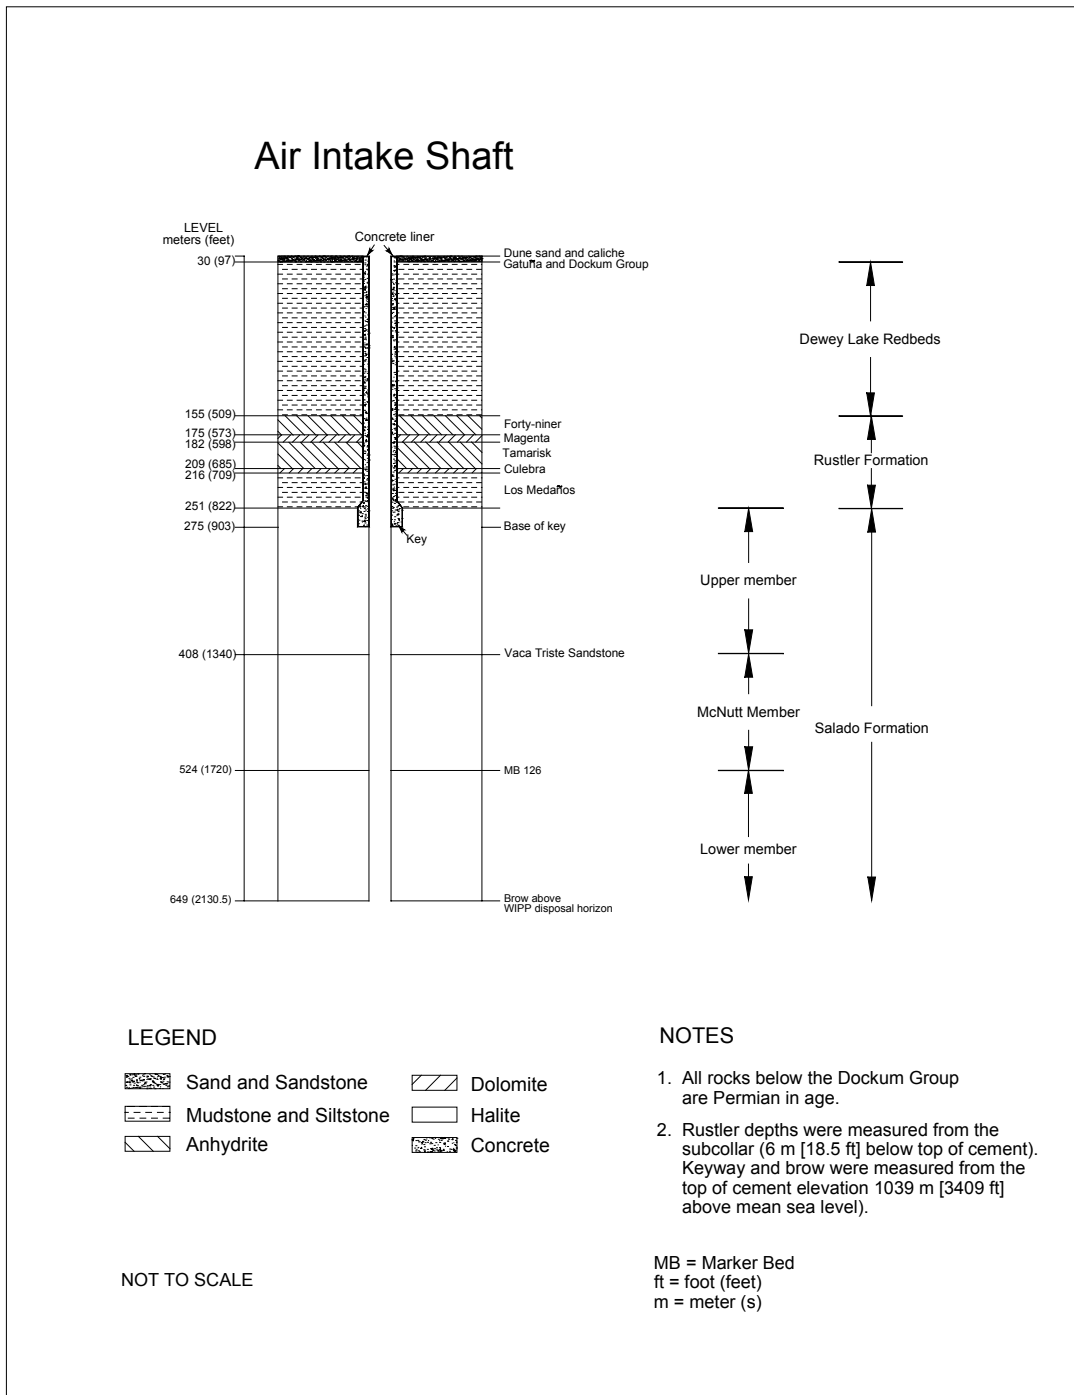 Air Intake Shaft
LEVEL
meters (feet)
Concrete liner
Dune sand and caliche
30 (97)
Gatuña and Dockum Group
Dewey Lake Redbeds
155 (509)
Forty-niner
175 (573)
Magenta
182 (598)
Tamarisk
Rustler Formation
209 (685)
Culebra
216 (709)
Los Medaños
251 (822)
275 (903)
Base of key
Key
Upper member
408 (1340)
Vaca Triste Sandstone
McNutt Member
Salado Formation
524 (1720)
MB 126
Lower member
649 (2130.5)
Brow above
WIPP disposal horizon
LEGEND
Sand and Sandstone
Dolomite
Mudstone and Siltstone
Halite
Anhydrite
Concrete
NOTES
1. All rocks below the Dockum Group
are Permian in age.
2. Rustler depths were measured from the
subcollar (6 m [18.5 ft] below top of cement).
Keyway and brow were measured from the
top of cement elevation 1039 m [3409 ft]
above mean sea level).
NOT TO SCALE
MB = Marker Bed
ft = foot (feet)
m = meter (s)